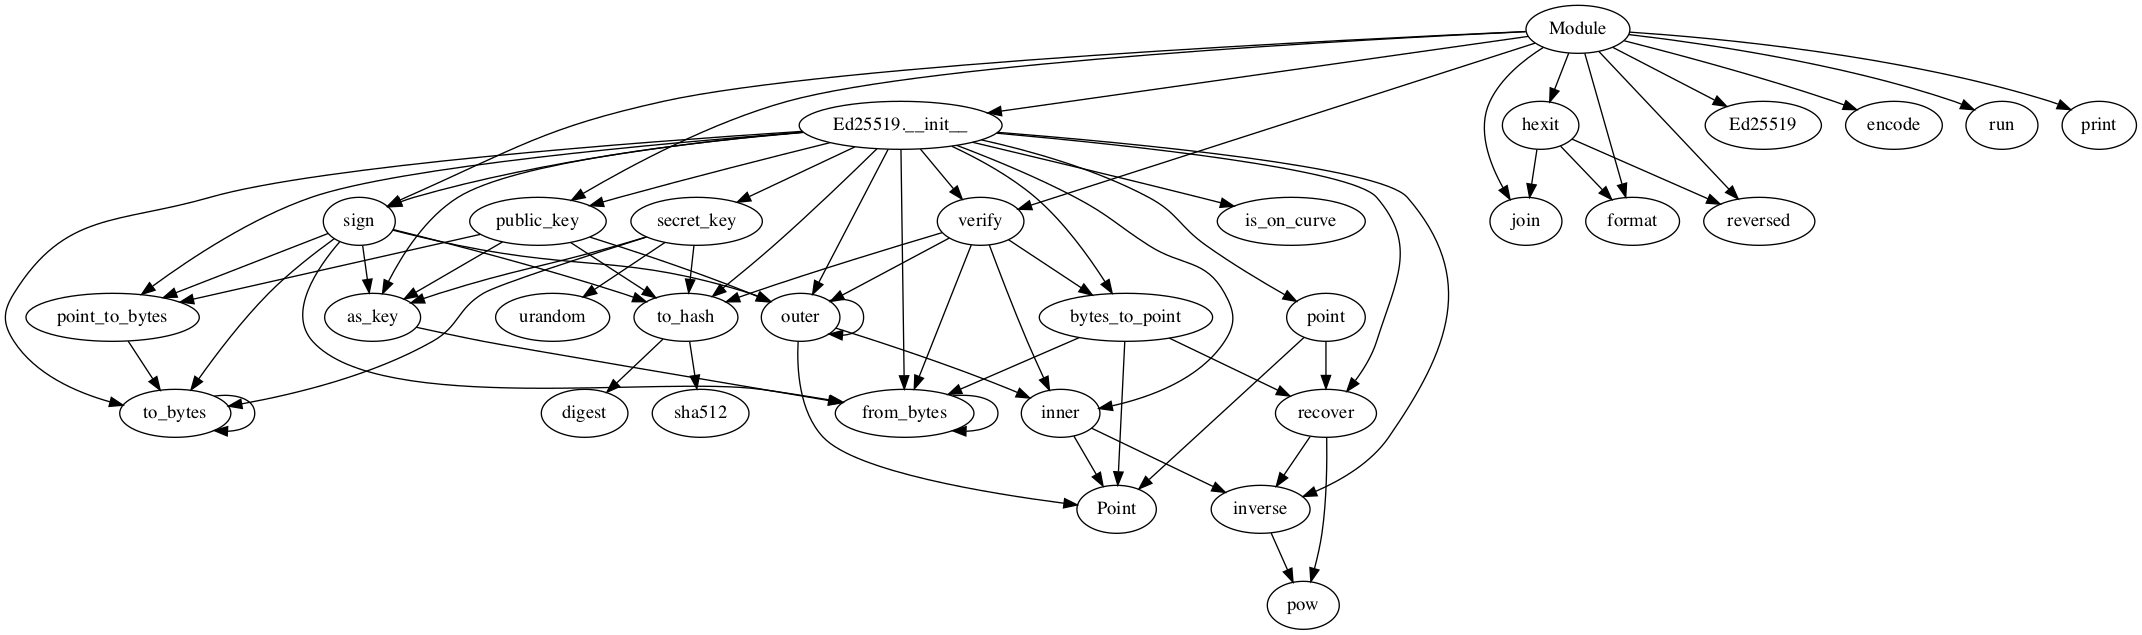 Module
Ed25519.__init__
hexit
Ed25519
encode
run
print
sign
public_key
secret_key
verify
is_on_curve
join
format
reversed
point_to_bytes
as_key
urandom
to_hash
outer
bytes_to_point
point
to_bytes
digest
sha512
from_bytes
inner
recover
Point
inverse
pow